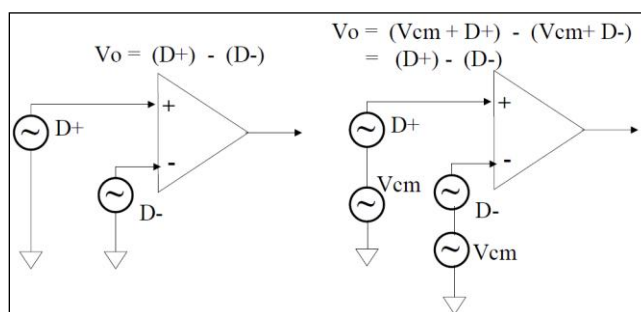 Vo = (D+) - (D-)
+
D+
-
D-
Vo = (Vcm + D+) - (Vcm+ D-)
= (D+) - (D-)
+
D+
-
Vcm
D-
Vcm